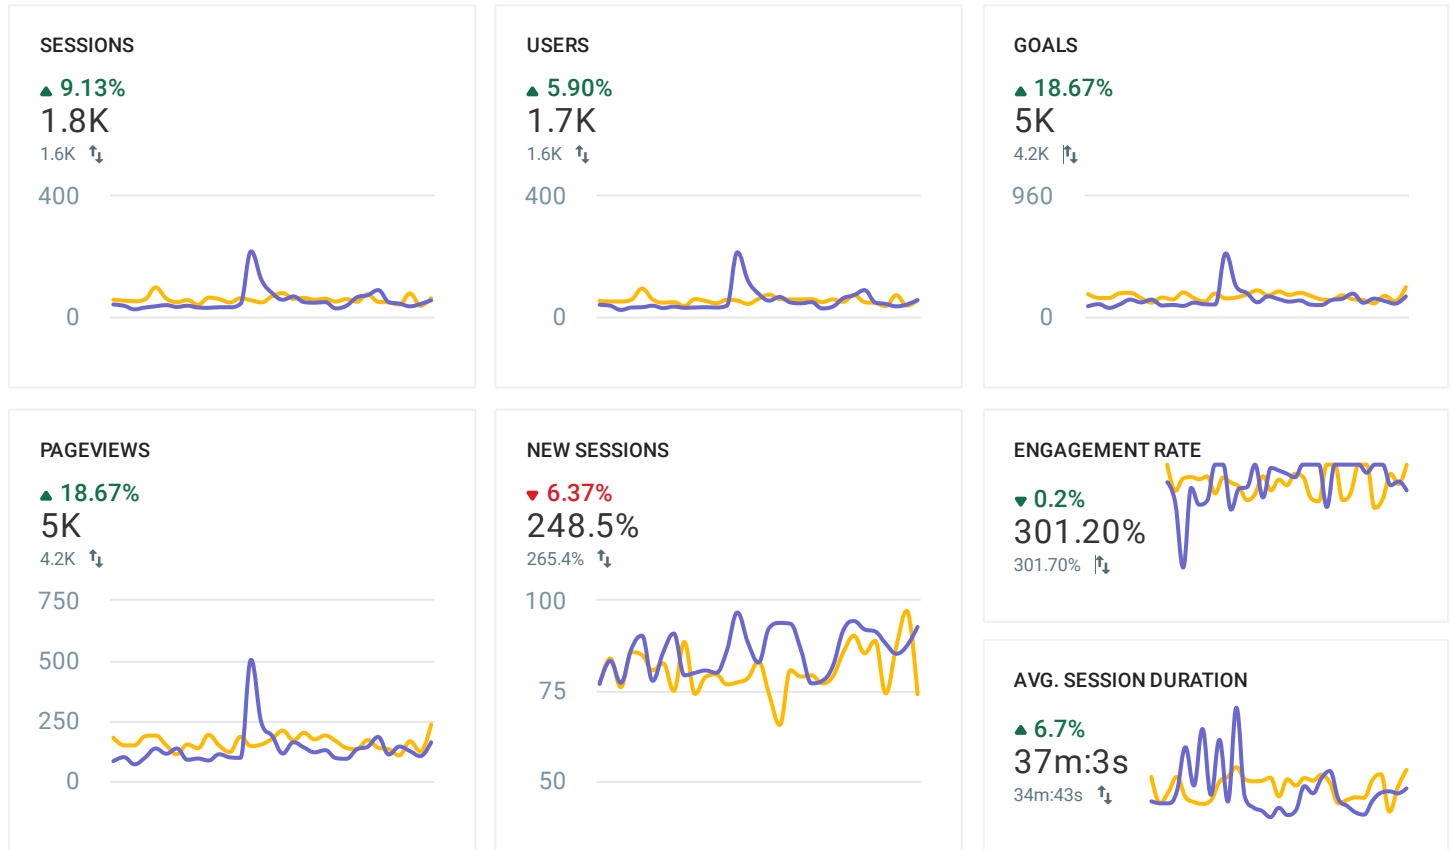 SESSIONS
9.13%
1.8K
1.6K
400
0
USERS
5.90%
1.7K
1.6K
400
0
GOALS
18.67%
5K
4.2K
960
0
PAGEVIEWS
18.67%
5K
4.2K
750
500
250
0
NEW SESSIONS
6.37%
248.5%
265.4%
100
75
50
ENGAGEMENT RATE
0.2%
301.20%
301.70%
AVG. SESSION DURATION
6.7%
37m:3s
34m:43s